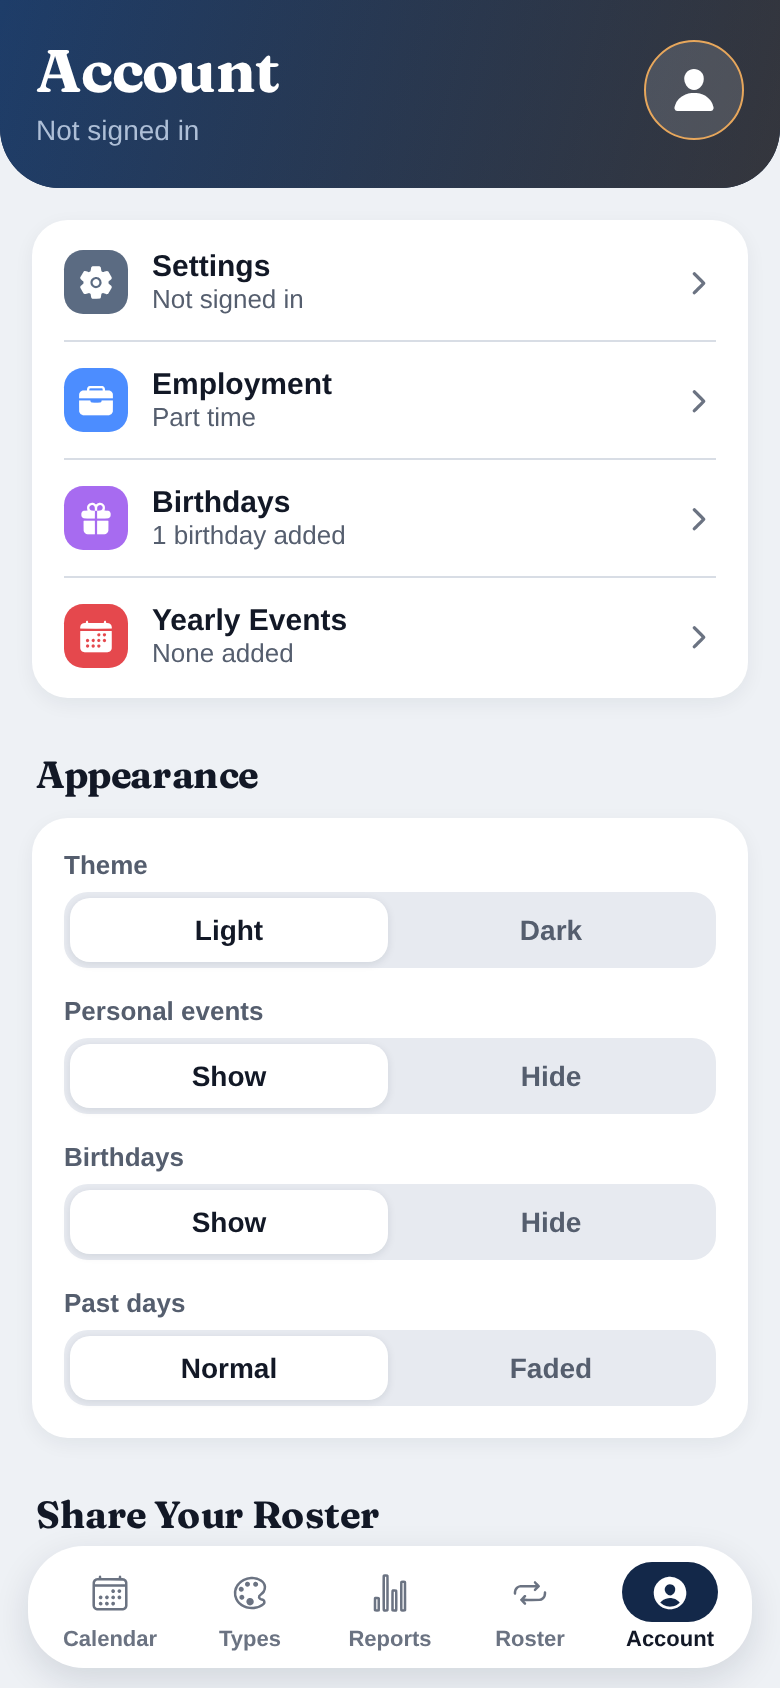 Account
Not signed in
Settings
Not signed in
Employment
Part time
Birthdays
1 birthday added
Yearly Events
None added
Appearance
Theme
Light Dark
Personal events
Show Hide
Birthdays
Show Hide
Past days
Normal Faded
Share Your Roster
Calendar Types Reports Roster Account